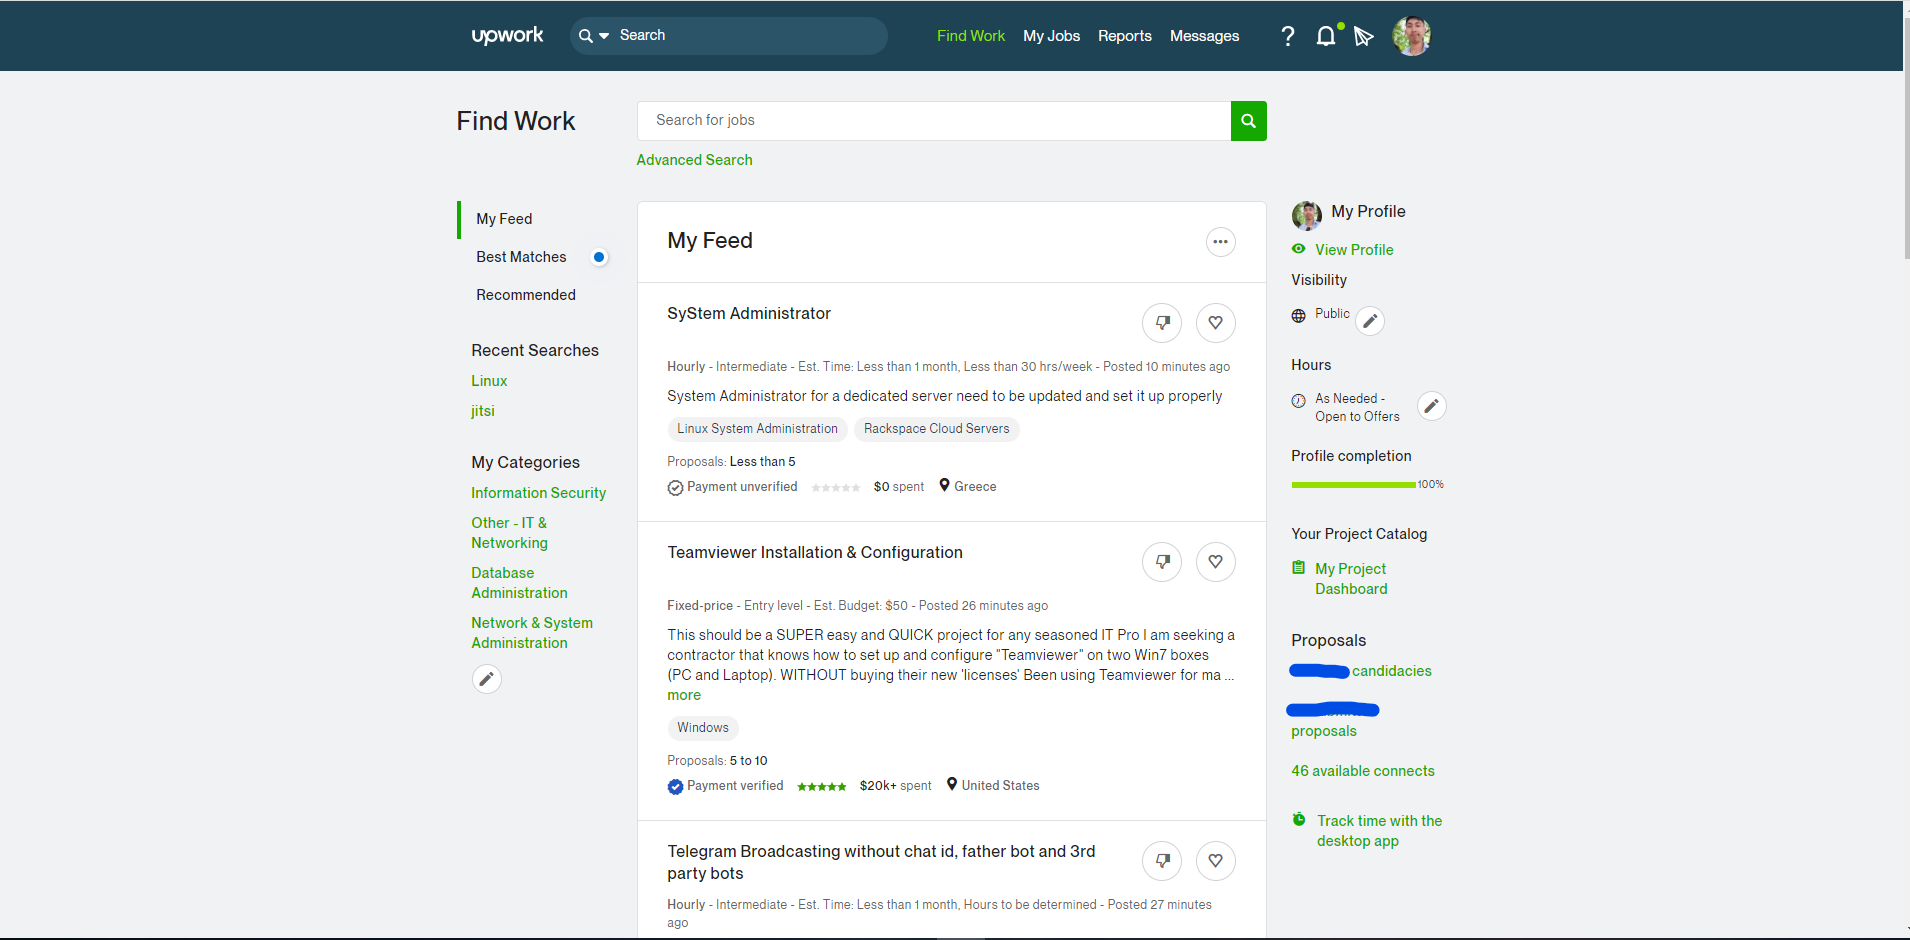 upwork
Search
Find Work
My Jobs
Reports
Messages
?
Find Work
Search for jobs
Advanced Search
My Feed
Best Matches
Recommended
Recent Searches
Linux
jitsi
My Categories
Information Security
Other - IT &
Networking
Database
Administration
Network & System
Administration
My Feed
SyStem Administrator
Hourly - Intermediate - Est. Time: Less than 1 month, Less than 30 hrs/week - Posted 10 minutes ago
System Administrator for a dedicated server need to be updated and set it up properly
Linux System Administration
Rackspace Cloud Servers
Proposals: Less than 5
Payment unverified
$0 spent
Greece
Teamviewer Installation & Configuration
Fixed-price - Entry level - Est. Budget: $50 - Posted 26 minutes ago
This should be a SUPER easy and QUICK project for any seasoned IT Pro I am seeking a
contractor that knows how to set up and configure "Teamviewer" on two Win7 boxes
(PC and Laptop). WITHOUT buying their new 'licenses' Been using Teamviewer for ma ...
more
Windows
Proposals: 5 to 10
Payment verified
$20k+ spent
United States
Telegram Broadcasting without chat id, father bot and 3rd
party bots
Hourly - Intermediate - Est. Time: Less than 1 month, Hours to be determined - Posted 27 minutes
ago
My Profile
View Profile
Visibility
Public
Hours
As Needed -
Open to Offers
Profile completion
100%
Your Project Catalog
My Project
Dashboard
Proposals
candidacies
proposals
46 available connects
Track time with the
desktop app